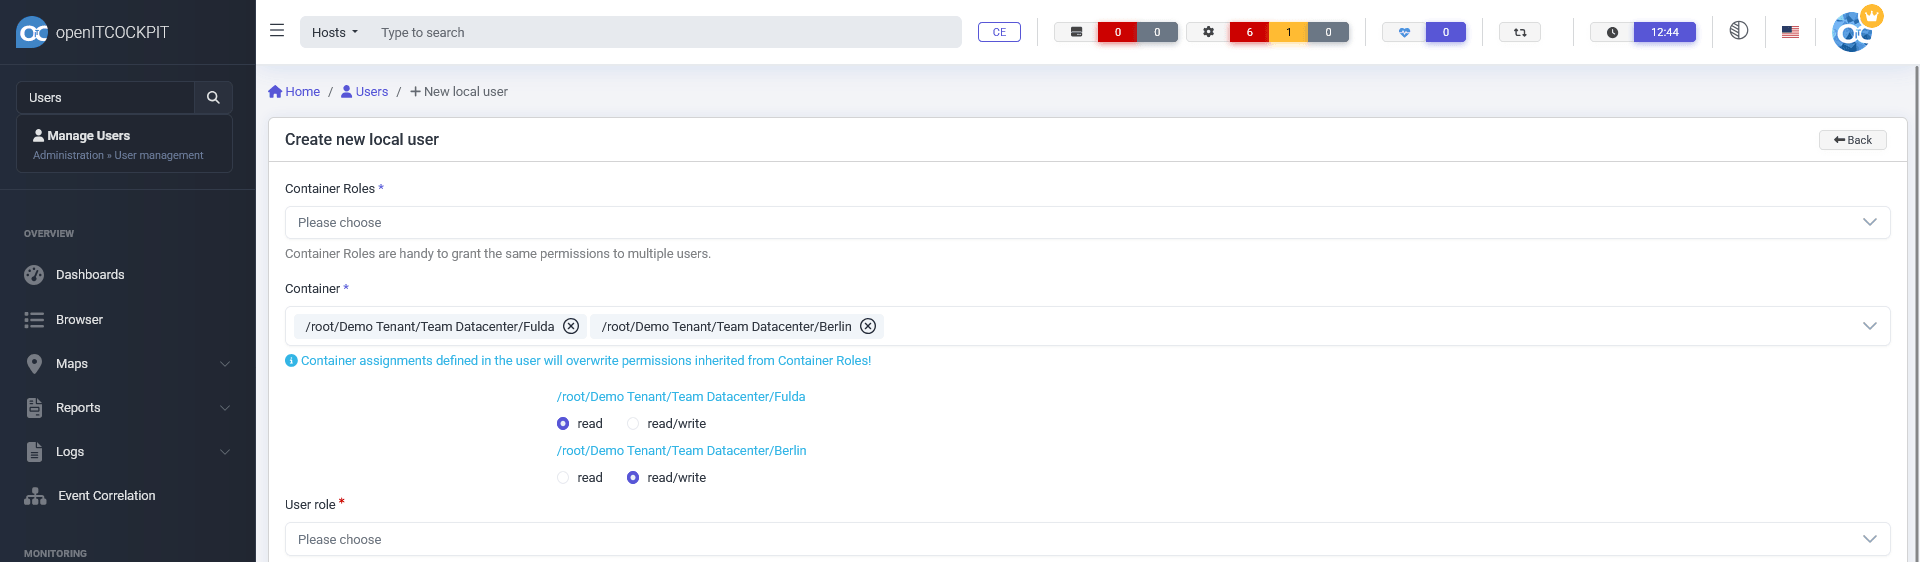 openITCOCKPIT
Hosts Type to search CE 0 0 6 1 0 0 12:44
Users
Manage Users
Administration » User management
OVERVIEW
Dashboards
Browser
Maps
Reports
Logs
Event Correlation
MONITORING
Home / Users / New local user
Create new local user
Back
Container Roles *
Please choose
Container Roles are handy to grant the same permissions to multiple users.
Container *
/root/Demo Tenant/Team Datacenter/Fulda /root/Demo Tenant/Team Datacenter/Berlin
Container assignments defined in the user will overwrite permissions inherited from Container Roles!
/root/Demo Tenant/Team Datacenter/Fulda
read read/write
/root/Demo Tenant/Team Datacenter/Berlin
read read/write
User role *
Please choose